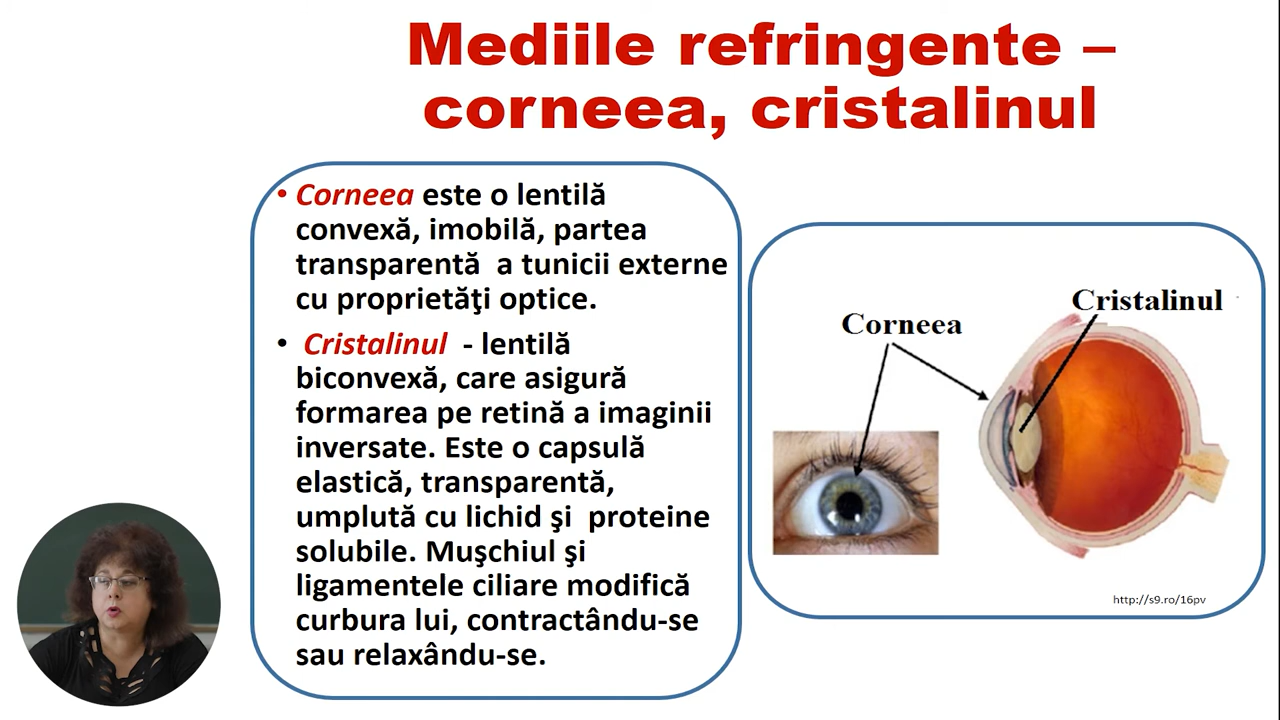 Mediile refringente –
corneea, cristalinul
• Corneea este o lentilă
convexă, imobilă, partea
transparentă a tunicii externe
cu proprietăţi optice.
• Cristalinul - lentilă
biconvexă, care asigură
formarea pe retină a imaginii
inversate. Este o capsulă
elastică, transparentă,
umplută cu lichid şi proteine
solubile. Muşchiul şi
ligamentele ciliare modifică
curbura lui, contractându-se
sau relaxându-se.
Cristalinul
Corneea
http://s9.ro/16pv